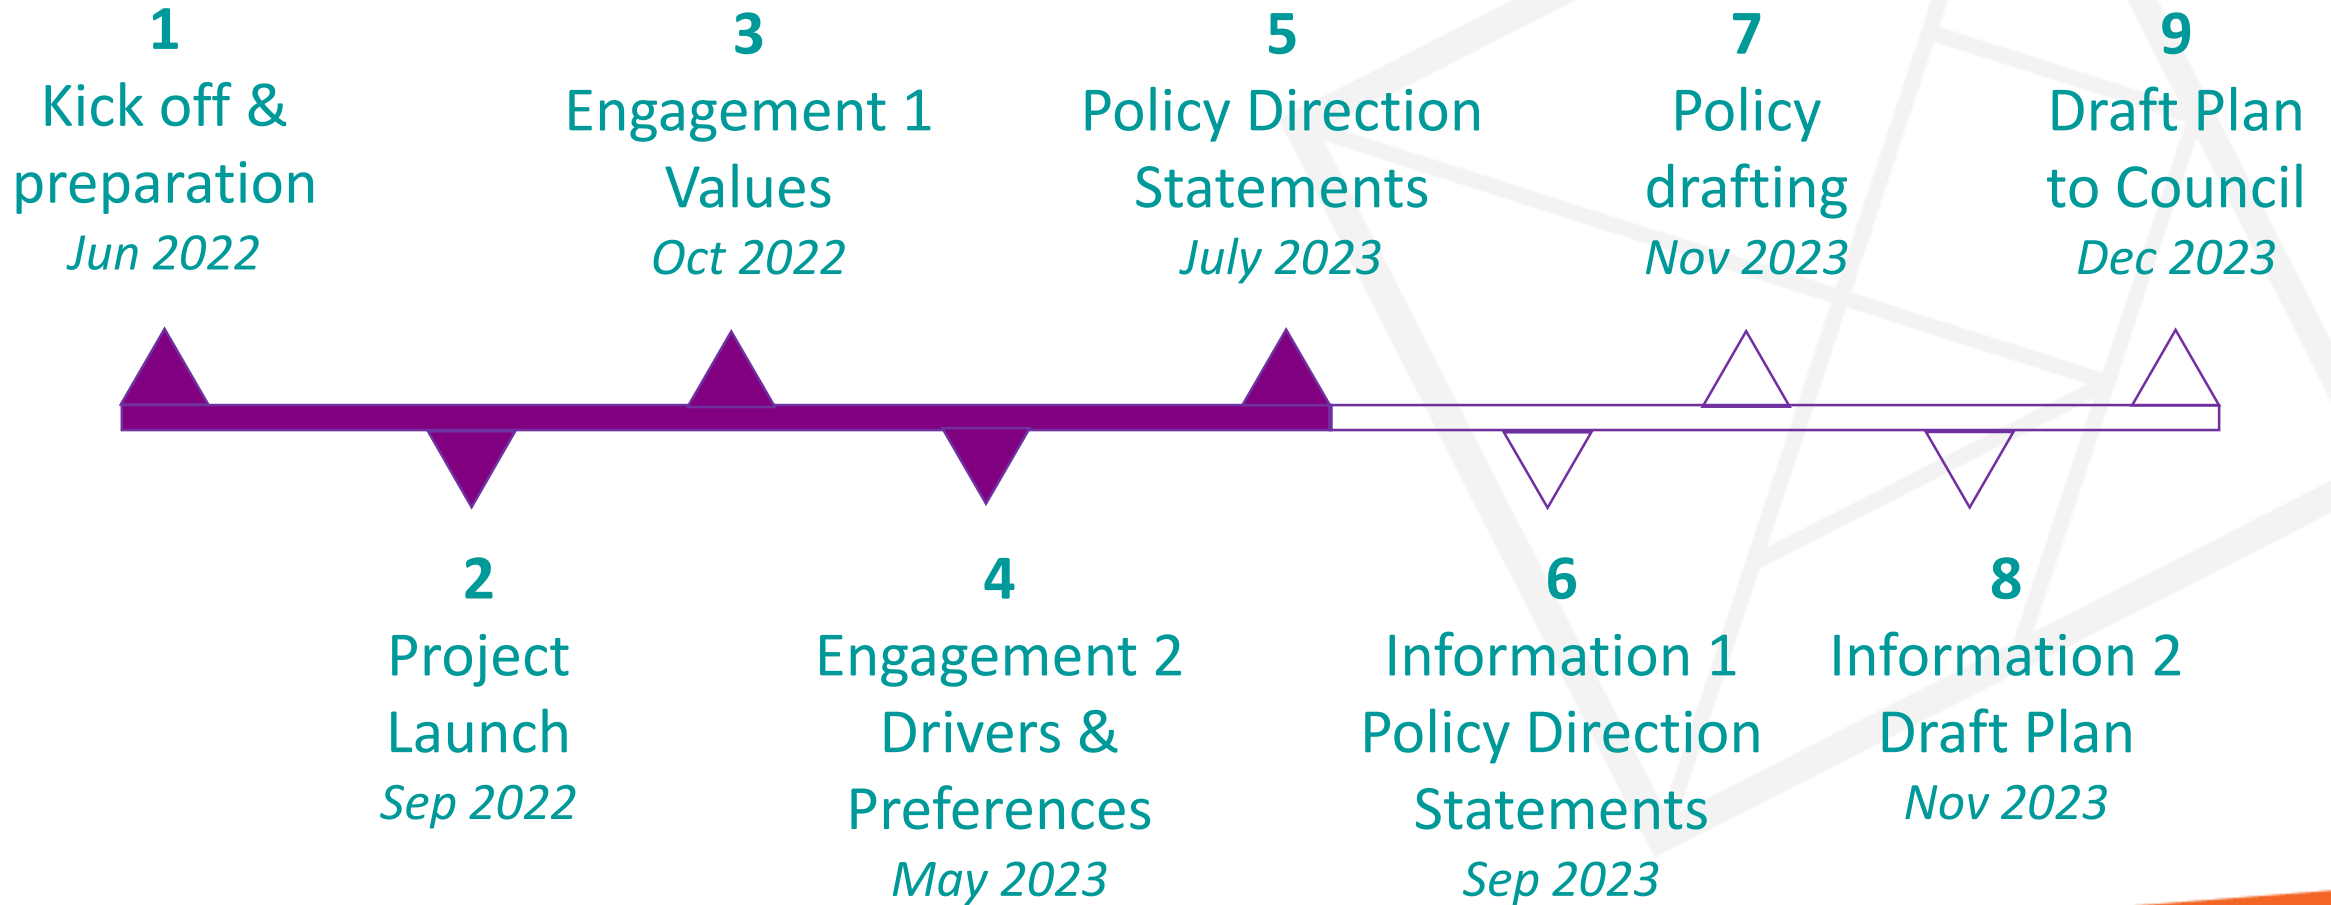 1
Kick off &
preparation
Jun 2022
3
Engagement 1
Values
Oct 2022
5
Policy Direction
Statements
July 2023
7
Policy
drafting
Nov 2023
9
Draft Plan
to Council
Dec 2023
2
Project
Launch
Sep 2022
4
Engagement 2
Drivers &
Preferences
May 2023
6
Information 1
Policy Direction
Statements
Sep 2023
8
Information 2
Draft Plan
Nov 2023